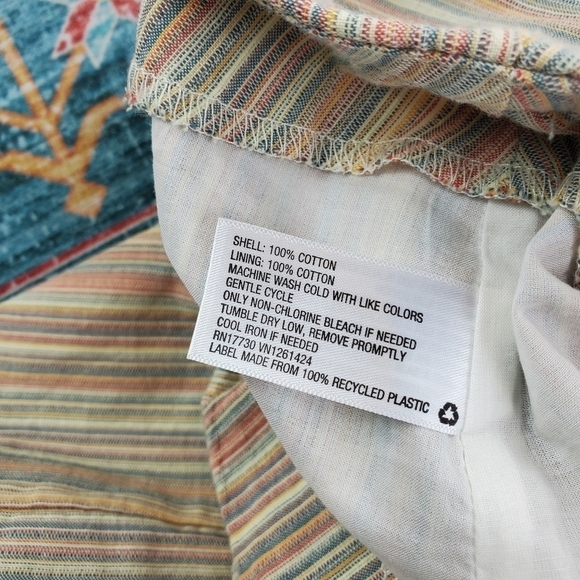 SHELL: 100% COTTON
LINING: 100% COTTON
MACHINE WASH COLD WITH LIKE COLORS
GENTLE CYCLE
ONLY NON-CHLORINE BLEACH IF NEEDED
TUMBLE DRY LOW, REMOVE PROMPTLY
COOL IRON IF NEEDED
RN17730 VN1261424
LABEL MADE FROM 100% RECYCLED PLASTIC